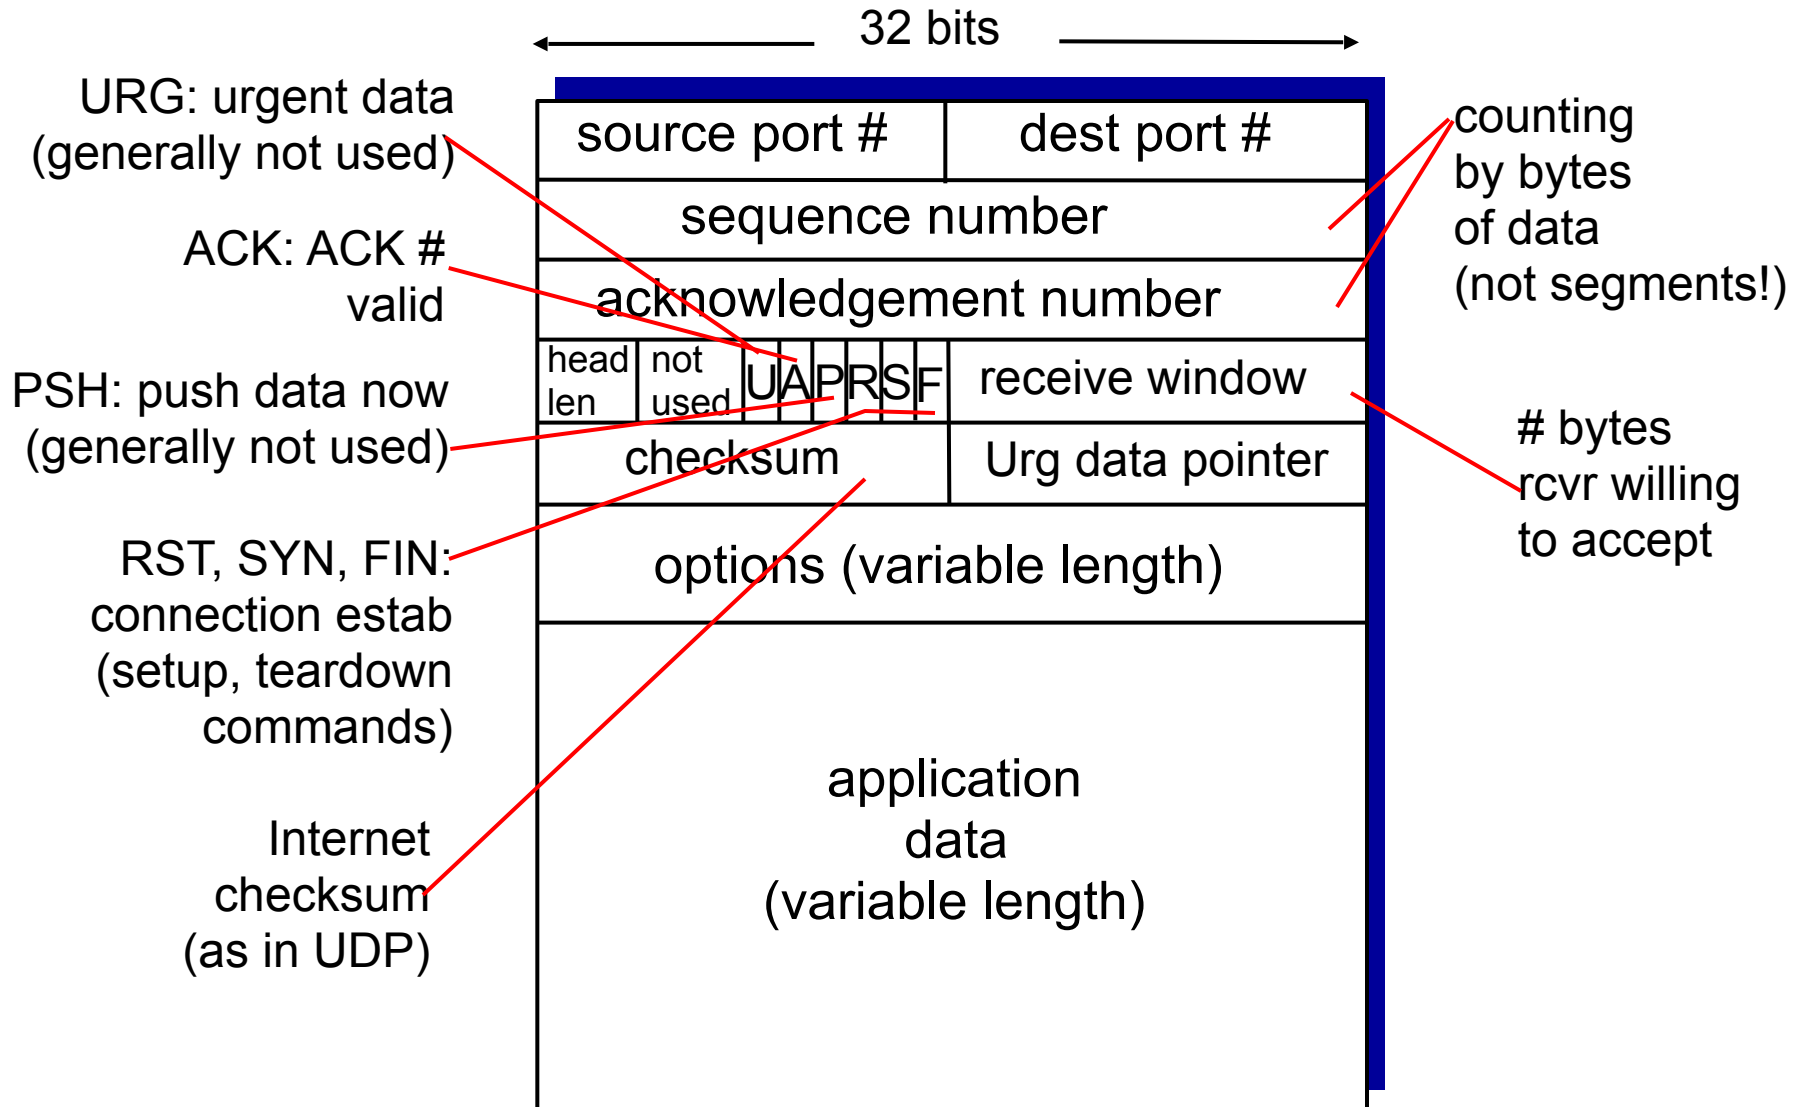 32 bits
URG: urgent data
(generally not used)
ACK: ACK #
valid
PSH: push data now
(generally not used)
RST, SYN, FIN:
connection estab
(setup, teardown
commands)
Internet
checksum
(as in UDP)
source port #
dest port #
sequence number
acknowledgement number
head
len
not
used
U
A
P
R
S
F
receive window
checksum
Urg data pointer
options (variable length)
application
data
(variable length)
counting
by bytes
of data
(not segments!)
# bytes
rcvr willing
to accept